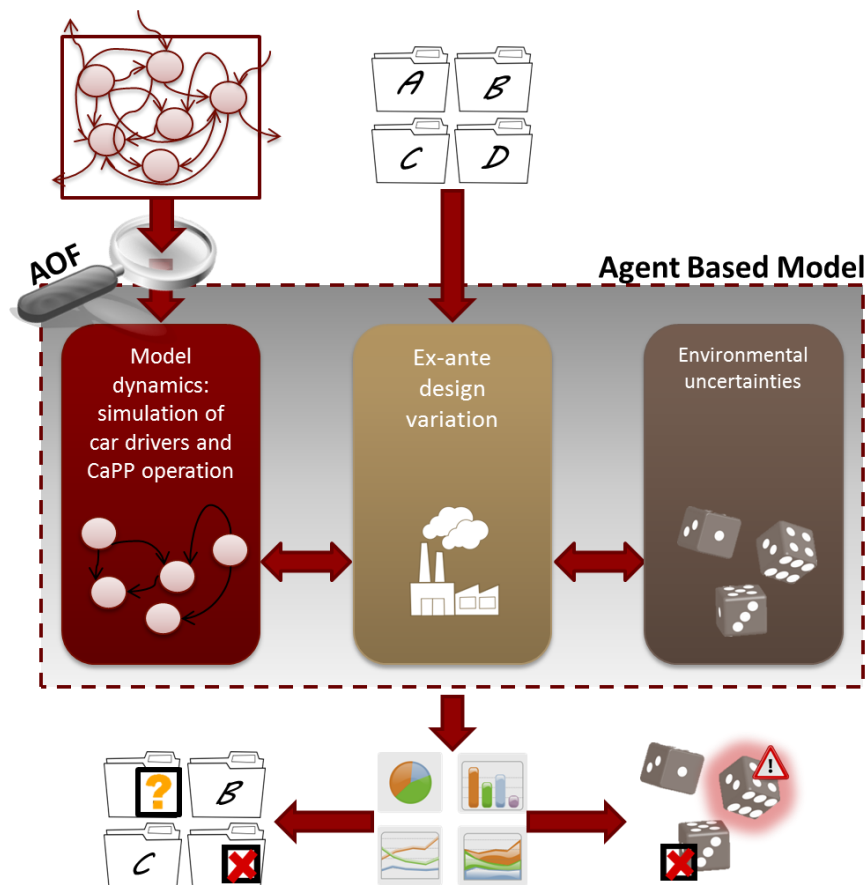 A
B
C
D
AOF
Agent Based Model
Model
dynamics:
simulation of
car drivers and
CaPP operation
Ex-ante
design
variation
Environmental
uncertainties
?
B
C
!